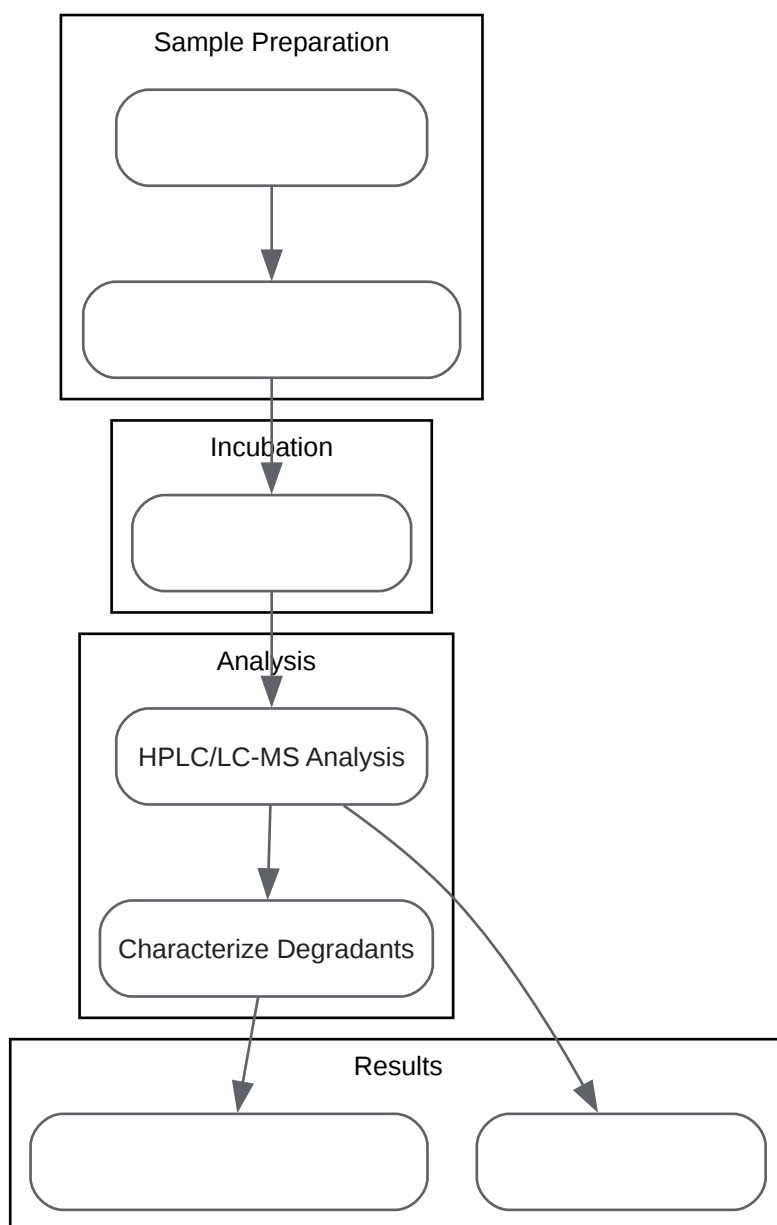 Sample Preparation
Incubation
Analysis
HPLC/LC-MS Analysis
Characterize Degradants
Results